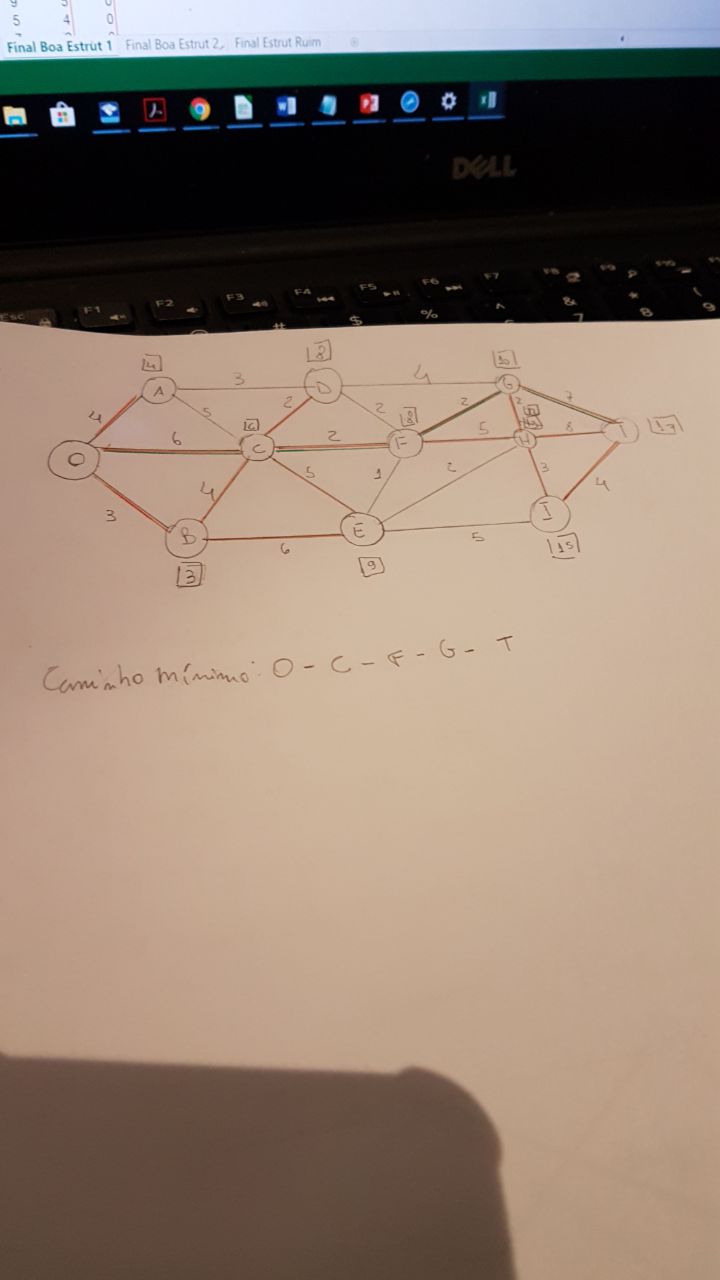 5 4 0
Final Boa Estrut 1 Final Boa Estrut 2 Final Estrut Ruim
DELL
Esc F1 F2 F3 F4 F5 F6 F7 F8 F9 F10
# $ % ^ & * (
7 8 9
4 8 10
A 3 D 4 G
4 5 2 2 2 2 7
6 8
O 6 C 2 F 5 H 8 T 17
3 4 5 1 2 3 4
B 6 E 5 I
3 9 15
Caminho mínimo: O - C - F - G - T